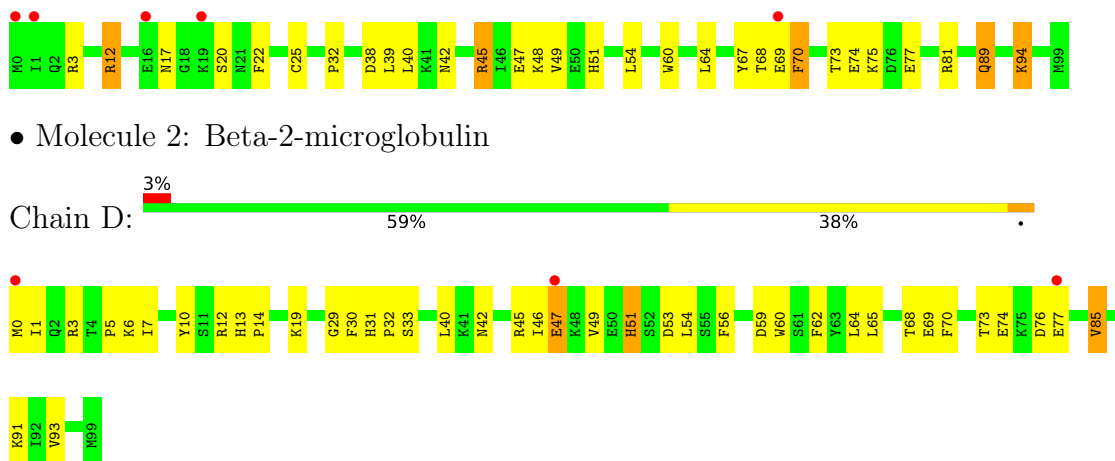 M0 I1 Q2 R3 R12 E16 N17 G18 K19 S20 N21 F22 C25 P32 D38 L39 L40 K41 N42 R45 I46 E47 K48 V49 E50 H51 L54 W60 L64 Y67 T68 E69 F70 T73 E74 K75 D76 E77 R81 Q89 K94 M99
• Molecule 2: Beta-2-microglobulin
3%
Chain D:
59% 38% •
M0 I1 Q2 R3 T4 P5 K6 I7 Y10 S11 R12 H13 P14 K19 G29 F30 H31 P32 S33 L40 K41 N42 R45 I46 E47 K48 V49 E50 H51 S52 D53 L54 S55 F56 D59 W60 S61 F62 Y63 L64 L65 T68 E69 F70 T73 E74 K75 D76 E77 V85
K91 I92 V93 M99